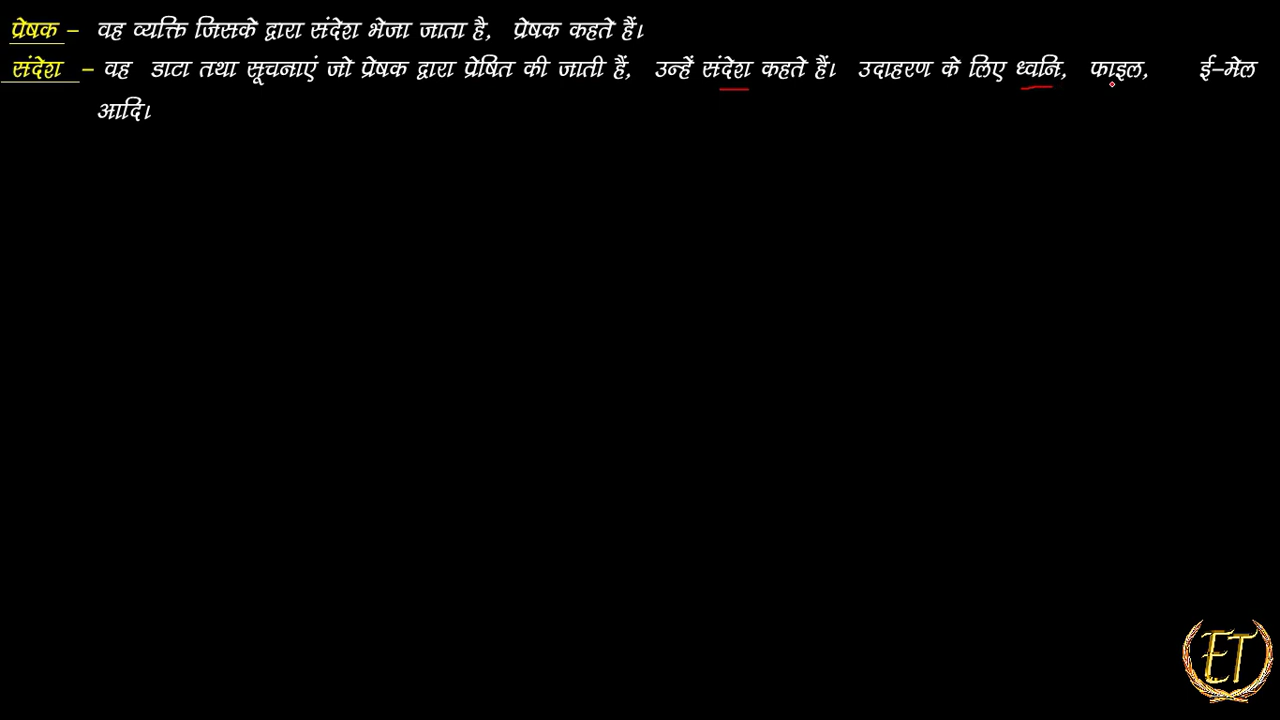 प्रेषक – वह व्यक्ति जिसके द्वारा संदेश भेजा जाता है, प्रेषक कहते हैं।
संदेश – वह डाटा तथा सूचनाएं जो प्रेषक द्वारा प्रेषित की जाती हैं, उन्हें संदेश कहते हैं। उदाहरण के लिए ध्वनि, फाइल, ई–मेल
आदि।
ET